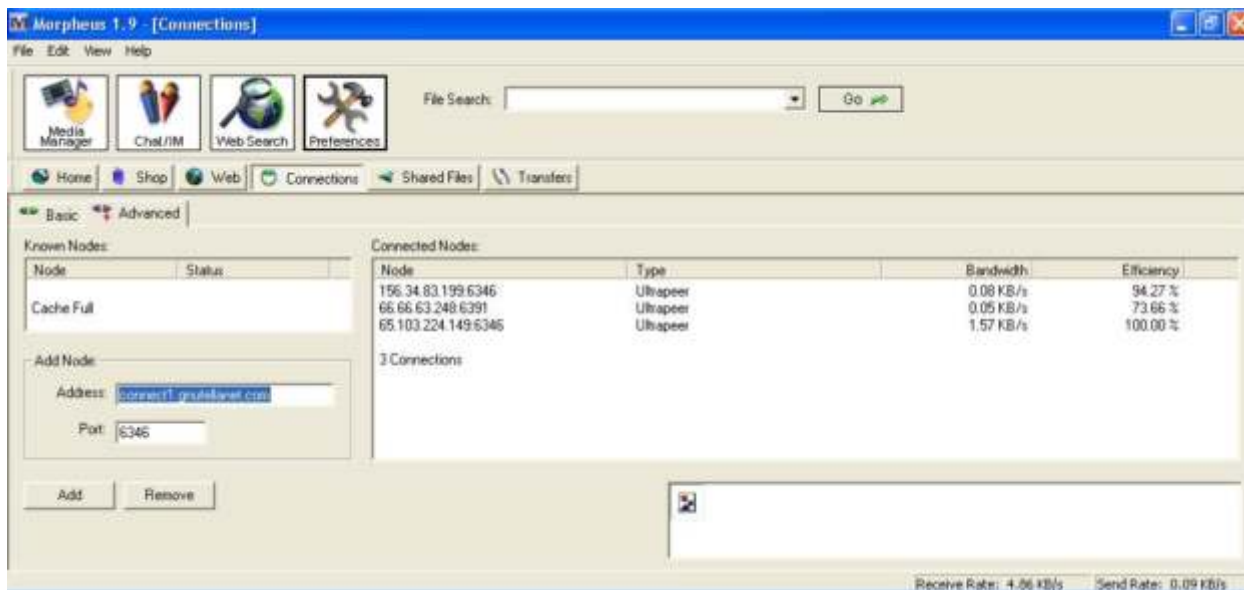 Morpheus 1.9 - [Connections]
File Edit View Help
Media Manager
Chat/IM
Web Search
Preferences
File Search:
Go
Home Shop Web Connections Shared Files Transfers
Basic Advanced
Known Nodes:
Node Status
Cache Full
Connected Nodes:
Node Type Bandwidth Efficiency
156.34.83.199:6346 Ultrapeer 0.08 KB/s 94.27 %
66.66.63.248:6391 Ultrapeer 0.05 KB/s 73.66 %
65.103.224.149:6346 Ultrapeer 1.57 KB/s 100.00 %
3 Connections
Add Node
Address: connect1.gnutellanet.com
Port: 6346
Add Remove
Receive Rate: 4.86 KB/s Send Rate: 0.09 KB/s